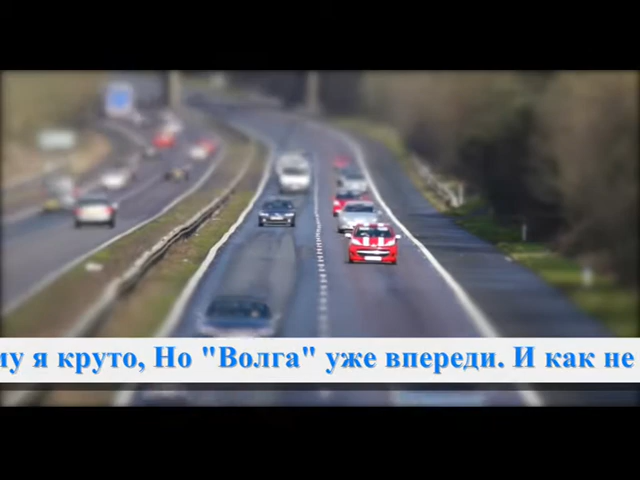 я круто, Но "Волга" уже впереди. И как не